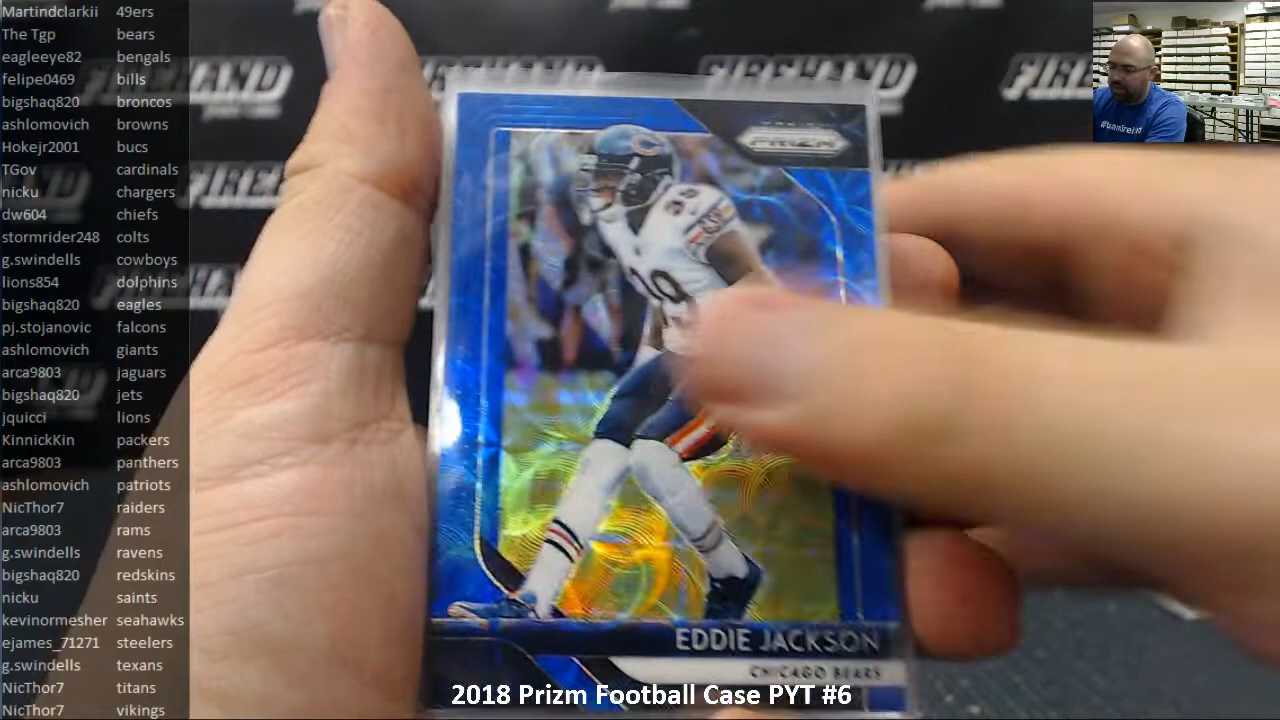 Martindclarkii 49ers
The Tgp bears
eagleeye82 bengals
felipe0469 bills
bigshaq820 broncos
ashlomovich browns
Hokejr2001 bucs
TGov cardinals
nicku chargers
dw604 chiefs
stormrider248 colts
g.swindells cowboys
lions854 dolphins
bigshaq820 eagles
pj.stojanovic falcons
ashlomovich giants
arca9803 jaguars
bigshaq820 jets
jquicci lions
KinnickKin packers
arca9803 panthers
ashlomovich patriots
NicThor7 raiders
arca9803 rams
g.swindells ravens
bigshaq820 redskins
nicku saints
kevinormesher seahawks
ejames_71271 steelers
g.swindells texans
NicThor7 titans
NicThor7 vikings
FIREHAND
PRIZM
39
EDDIE JACKSON
CHICAGO BEARS
2018 Prizm Football Case PYT #6